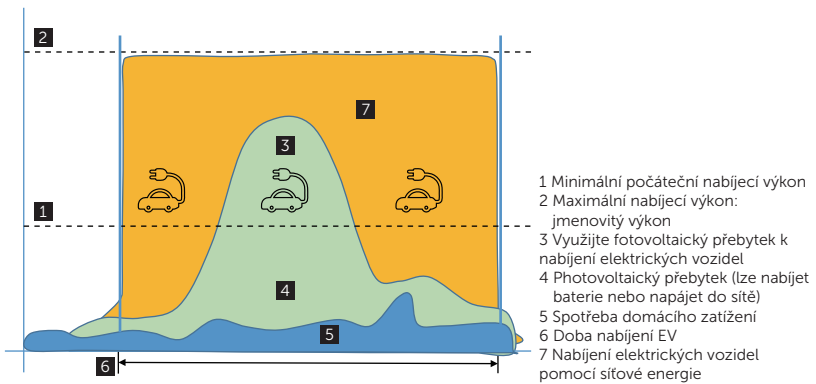 2
7
3
1
4
5
6
1 Minimální počáteční nabíjecí výkon
2 Maximální nabíjecí výkon:
jmenovitý výkon
3 Využijte fotovoltaický přebytek k
nabíjení elektrických vozidel
4 Photovoltaický přebytek (lze nabíjet
baterie nebo napájet do sítě)
5 Spotřeba domácího zatížení
6 Doba nabíjení EV
7 Nabíjení elektrických vozidel
pomocí síťové energie